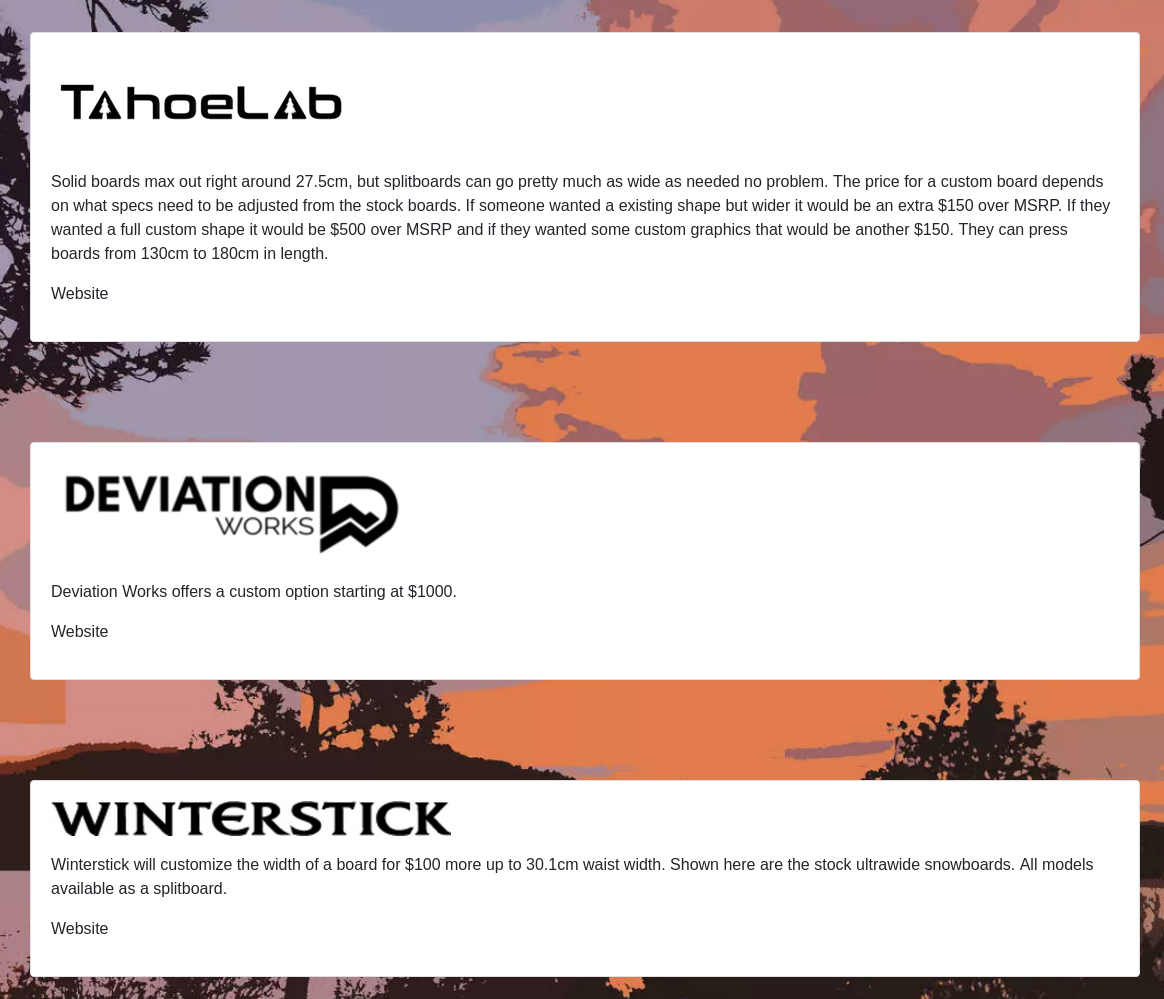 TahoeLab
Solid boards max out right around 27.5cm, but splitboards can go pretty much as wide as needed no problem. The price for a custom board depends
on what specs need to be adjusted from the stock boards. If someone wanted a existing shape but wider it would be an extra $150 over MSRP. If they
wanted a full custom shape it would be $500 over MSRP and if they wanted some custom graphics that would be another $150. They can press
boards from 130cm to 180cm in length.
Website
DEVIATION
WORKS
Deviation Works offers a custom option starting at $1000.
Website
WINTERSTICK
Winterstick will customize the width of a board for $100 more up to 30.1cm waist width. Shown here are the stock ultrawide snowboards. All models
available as a splitboard.
Website